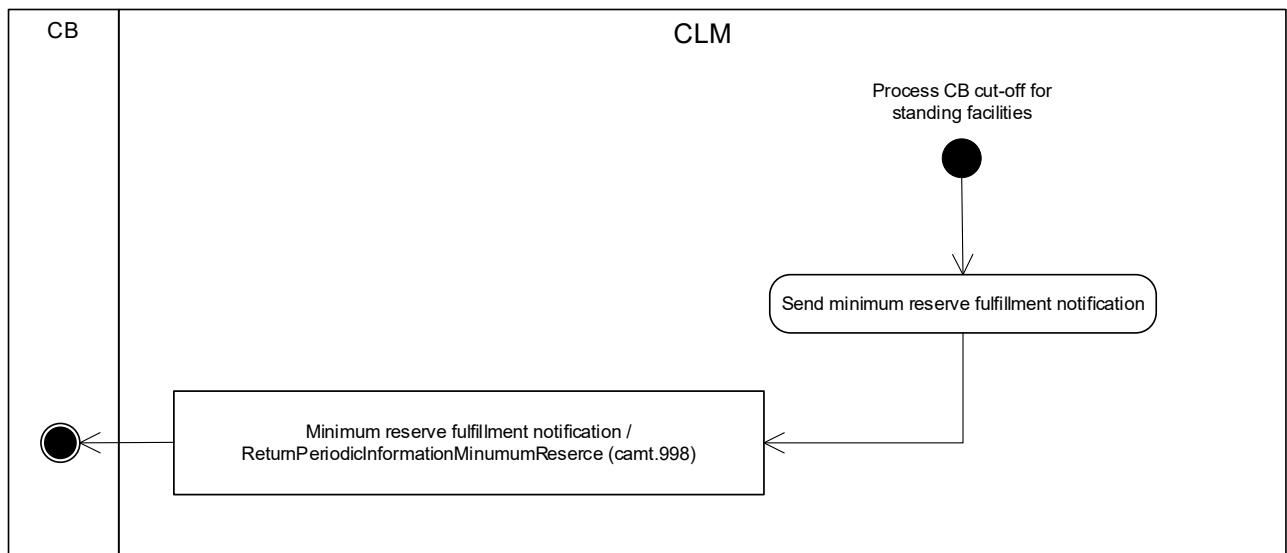 CB
CLM
Process CB cut-off for
standing facilities
Send minimum reserve fulfillment notification
Minimum reserve fulfillment notification /
ReturnPeriodicInformationMinumumReserce (camt.998)